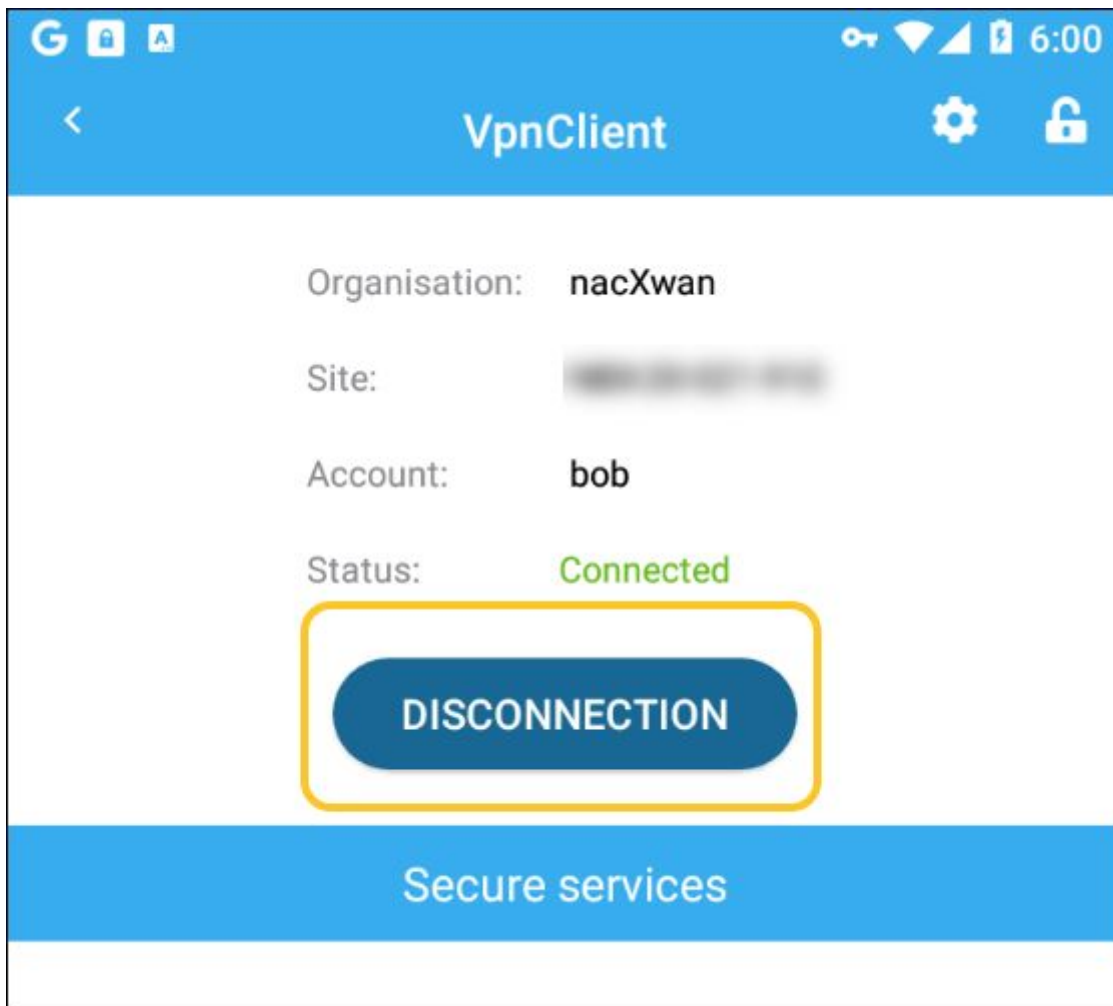 6:00
VpnClient
Organisation: nacXwan
Site:
Account: bob
Status: Connected
DISCONNECTION
Secure services